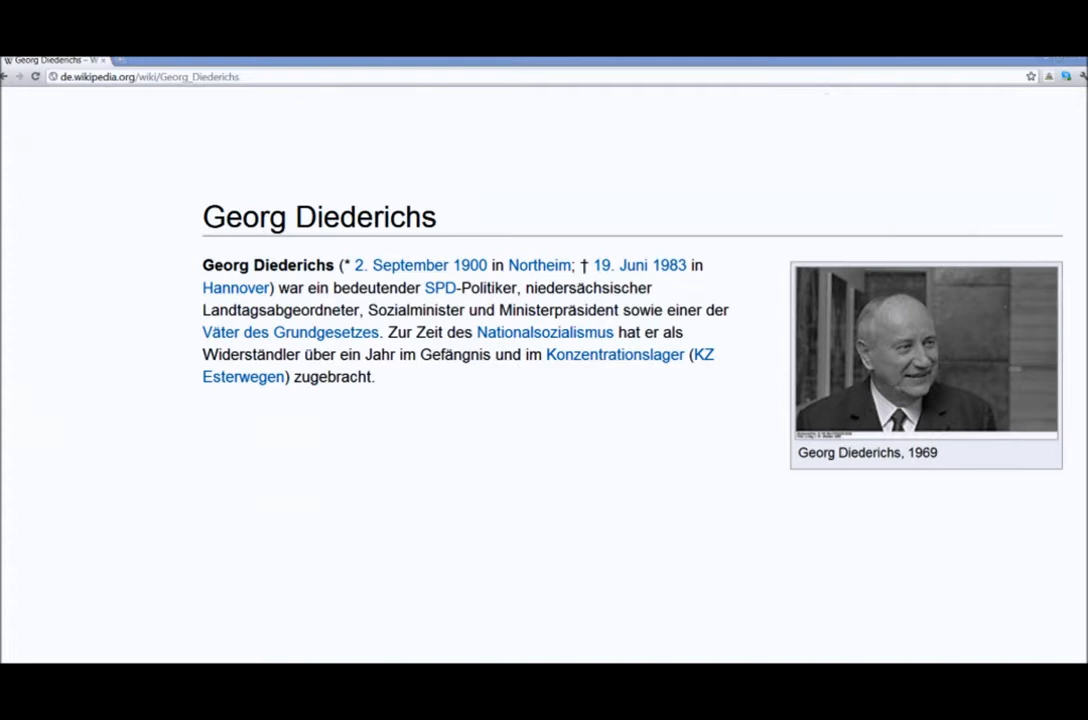 Georg Diederichs – W
de.wikipedia.org/wiki/Georg_Diederichs
Georg Diederichs
Georg Diederichs (* 2. September 1900 in Northeim; † 19. Juni 1983 in
Hannover) war ein bedeutender SPD-Politiker, niedersächsischer
Landtagsabgeordneter, Sozialminister und Ministerpräsident sowie einer der
Väter des Grundgesetzes. Zur Zeit des Nationalsozialismus hat er als
Widerständler über ein Jahr im Gefängnis und im Konzentrationslager (KZ
Esterwegen) zugebracht.
Georg Diederichs, 1969